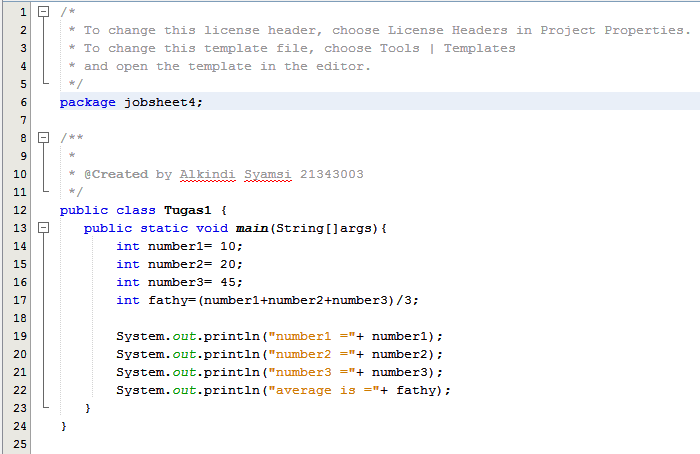 1 /*
2 * To change this license header, choose License Headers in Project Properties.
3 * To change this template file, choose Tools | Templates
4 * and open the template in the editor.
5 */
6 package jobsheet4;
7
8 /**
9 *
10 * @Created by Alkindi Syamsi 21343003
11 */
12 public class Tugas1 {
13 public static void main(String[]args){
14 int number1= 10;
15 int number2= 20;
16 int number3= 45;
17 int fathy=(number1+number2+number3)/3;
18
19 System.out.println("number1 ="+ number1);
20 System.out.println("number2 ="+ number2);
21 System.out.println("number3 ="+ number3);
22 System.out.println("average is ="+ fathy);
23 }
24 }
25